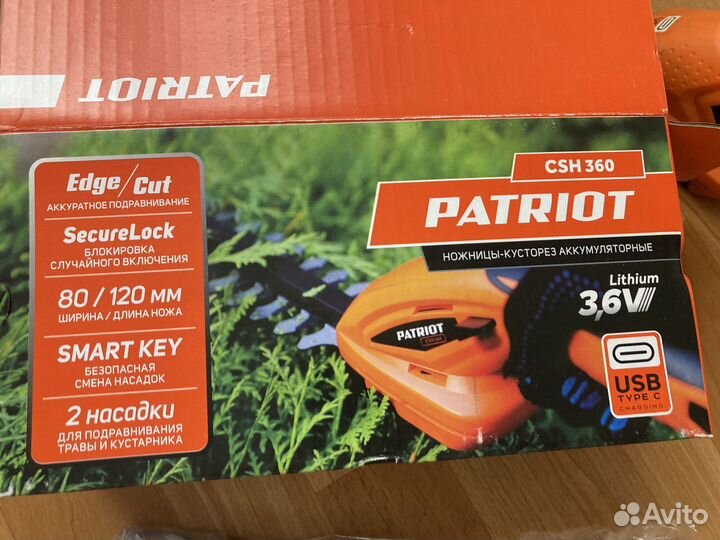 PATRIOT
Edge/Cut
АККУРАТНОЕ ПОДРАВНИВАНИЕ
SecureLock
БЛОКИРОВКА
СЛУЧАЙНОГО ВКЛЮЧЕНИЯ
80 / 120 мм
ШИРИНА / ДЛИНА НОЖА
SMART KEY
БЕЗОПАСНАЯ
СМЕНА НАСАДОК
2 насадки
ДЛЯ ПОДРАВНИВАНИЯ
ТРАВЫ И КУСТАРНИКА
CSH 360
PATRIOT
НОЖНИЦЫ-КУСТОРЕЗ АККУМУЛЯТОРНЫЕ
Lithium
3,6V
PATRIOT
CSH 360
USB
TYPE C
CHARGING
Avito